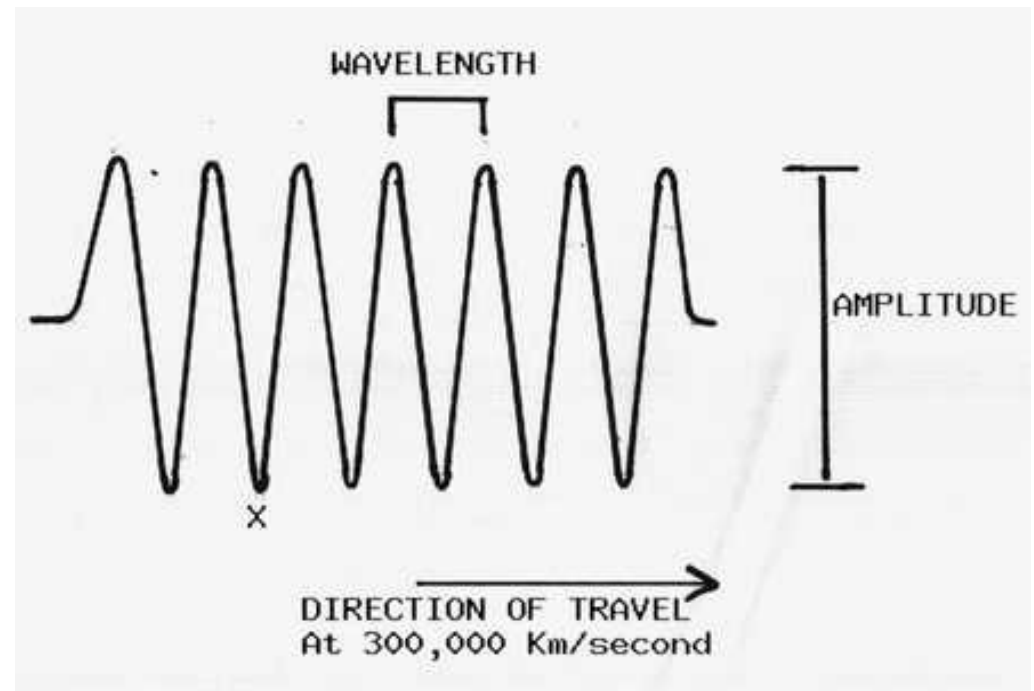 WAVELENGTH
AMPLITUDE
X
DIRECTION OF TRAVEL
At 300,000 Km/second